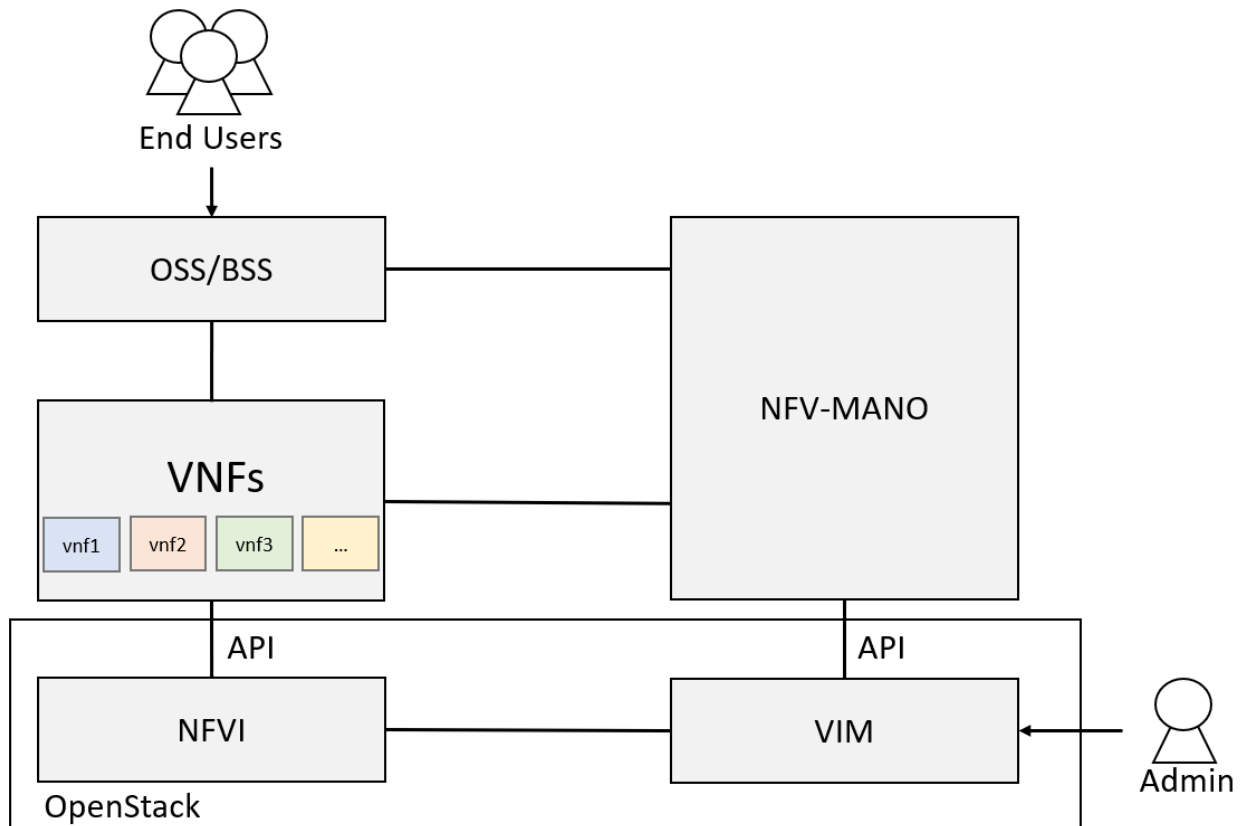 End Users
OSS/BSS
NFV-MANO
VNFs
vnf1
vnf2
vnf3
...
API
API
NFVI
VIM
Admin
OpenStack